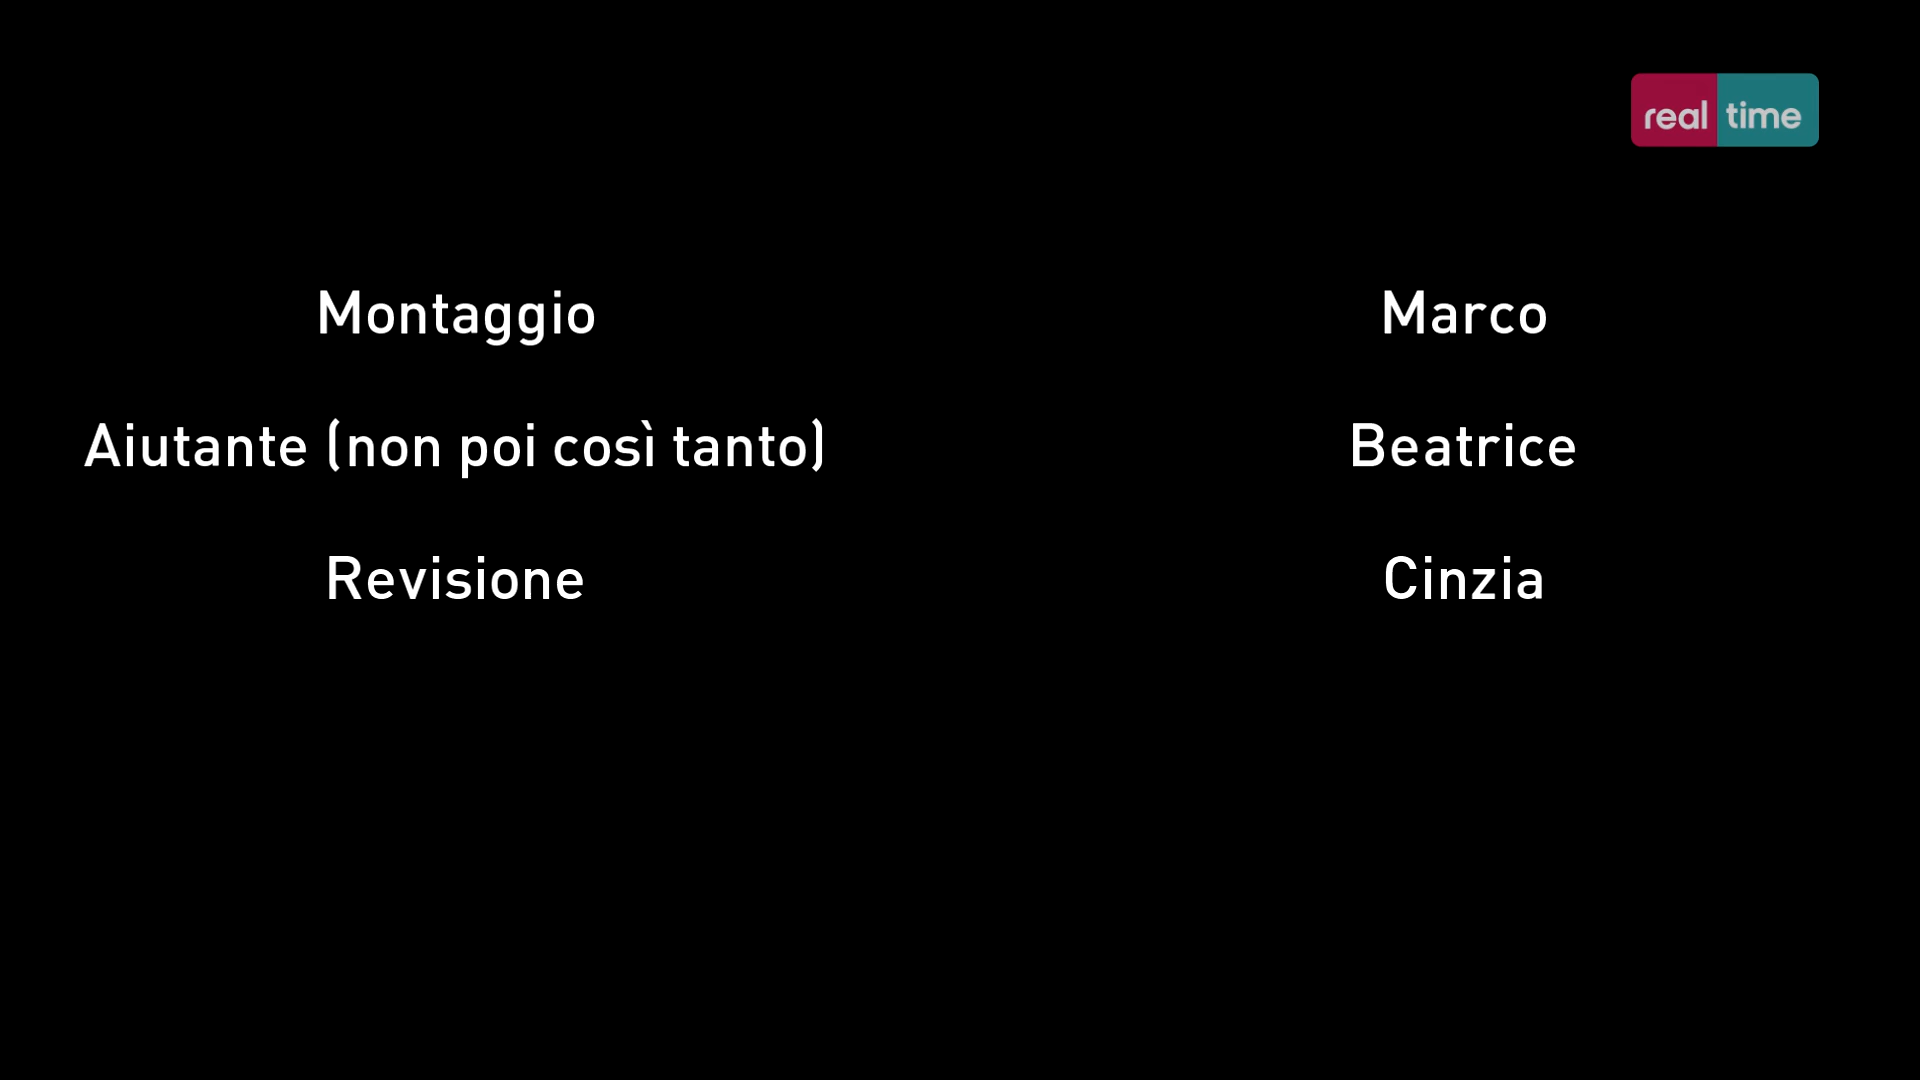 real time
Montaggio Marco
Aiutante (non poi così tanto) Beatrice
Revisione Cinzia